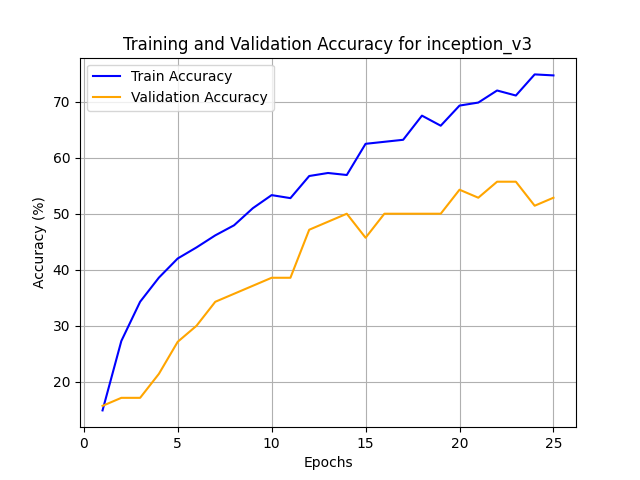 Training and Validation Accuracy for inception_v3
Train Accuracy
Validation Accuracy
70
60
50
40
30
20
Accuracy (%)
0 5 10 15 20 25
Epochs